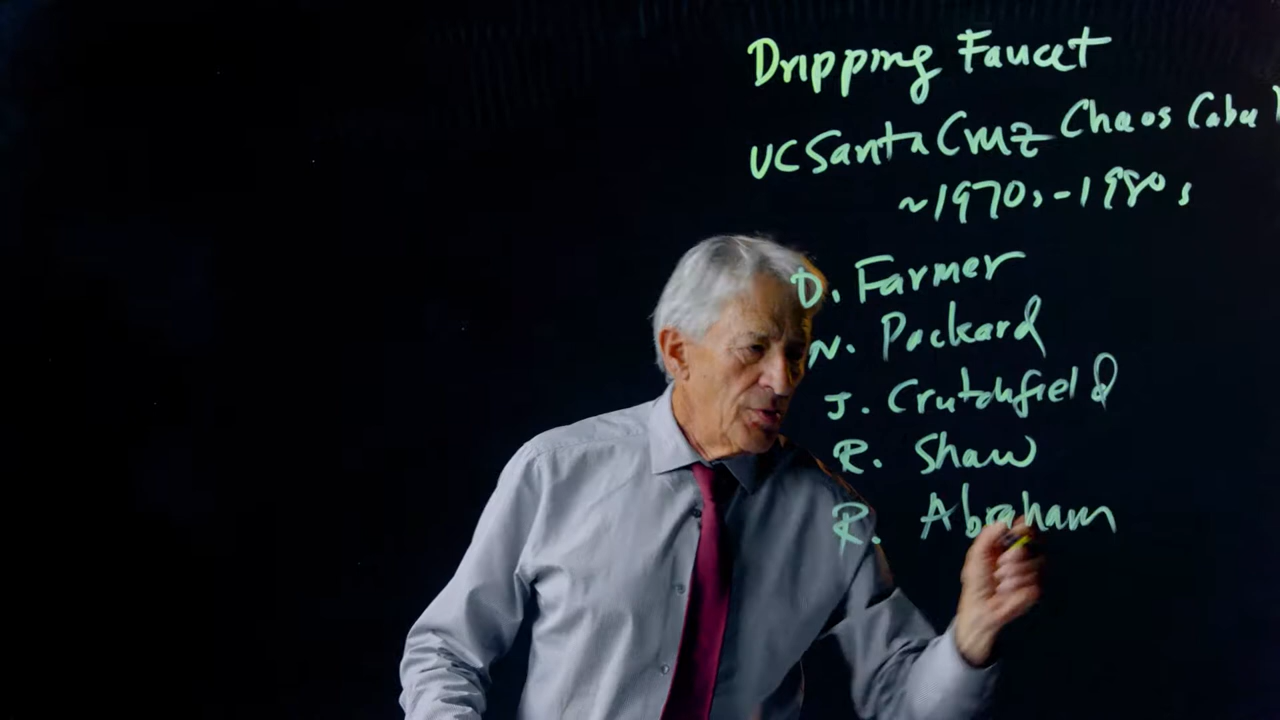 Dripping Faucet
UC Santa Cruz Chaos
~1970s-1980s
D. Farmer
N. Packard
J. Crutchfield
R. Shaw
R. Abraham